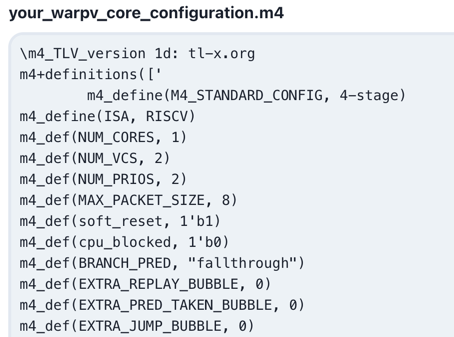 your_warpv_core_configuration.m4
\m4_TLV_version 1d: tl-x.org
m4+definitions(['
        m4_define(M4_STANDARD_CONFIG, 4-stage)
m4_define(ISA, RISCV)
m4_def(NUM_CORES, 1)
m4_def(NUM_VCS, 2)
m4_def(NUM_PRIOS, 2)
m4_def(MAX_PACKET_SIZE, 8)
m4_def(soft_reset, 1'b1)
m4_def(cpu_blocked, 1'b0)
m4_def(BRANCH_PRED, "fallthrough")
m4_def(EXTRA_REPLAY_BUBBLE, 0)
m4_def(EXTRA_PRED_TAKEN_BUBBLE, 0)
m4_def(EXTRA_JUMP_BUBBLE, 0)